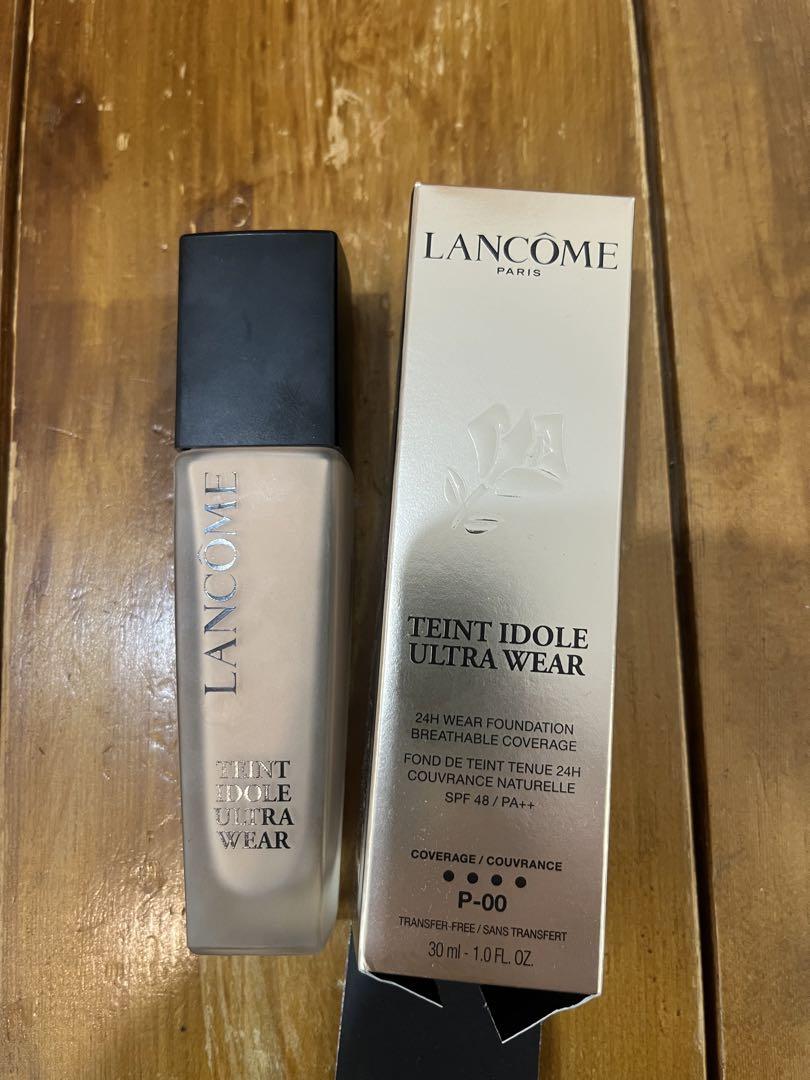 LANCÔME
TEINT
IDOLE
ULTRA
WEAR
LANCÔME
PARIS
TEINT IDOLE
ULTRA WEAR
24H WEAR FOUNDATION
BREATHABLE COVERAGE
FOND DE TEINT TENUE 24H
COUVRANCE NATURELLE
SPF 48 / PA++
COVERAGE / COUVRANCE
P-00
TRANSFER-FREE / SANS TRANSFERT
30 ml - 1.0 FL. OZ.